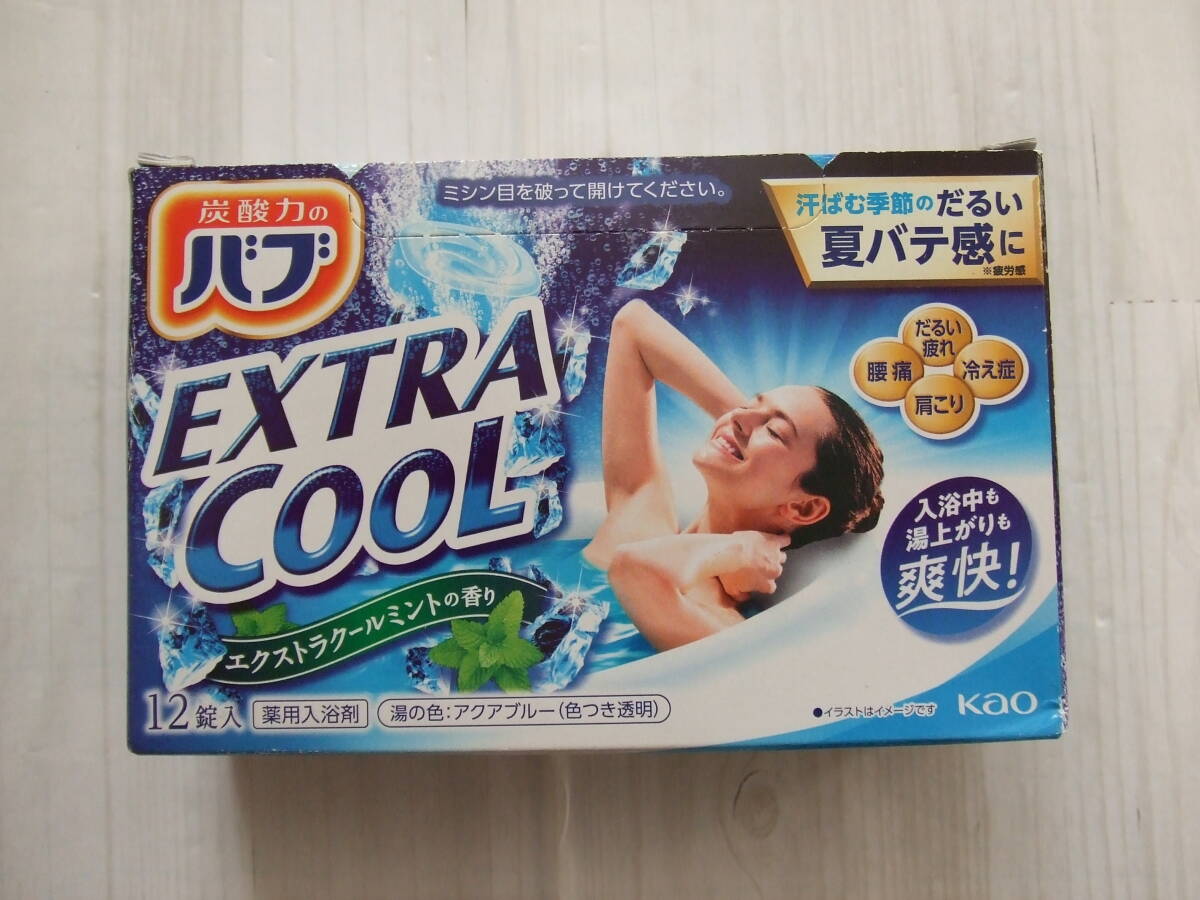 ミシン目を破って開けてください。
炭酸力の
バブ
EXTRA
COOL
エクストラクールミントの香り
12錠入
薬用入浴剤
湯の色:アクアブルー(色つき透明)
汗ばむ季節のだるい
夏バテ感に
※疲労感
だるい
疲れ
腰痛
冷え症
肩こり
入浴中も
湯上がりも
爽快!
●イラストはイメージです
Kao